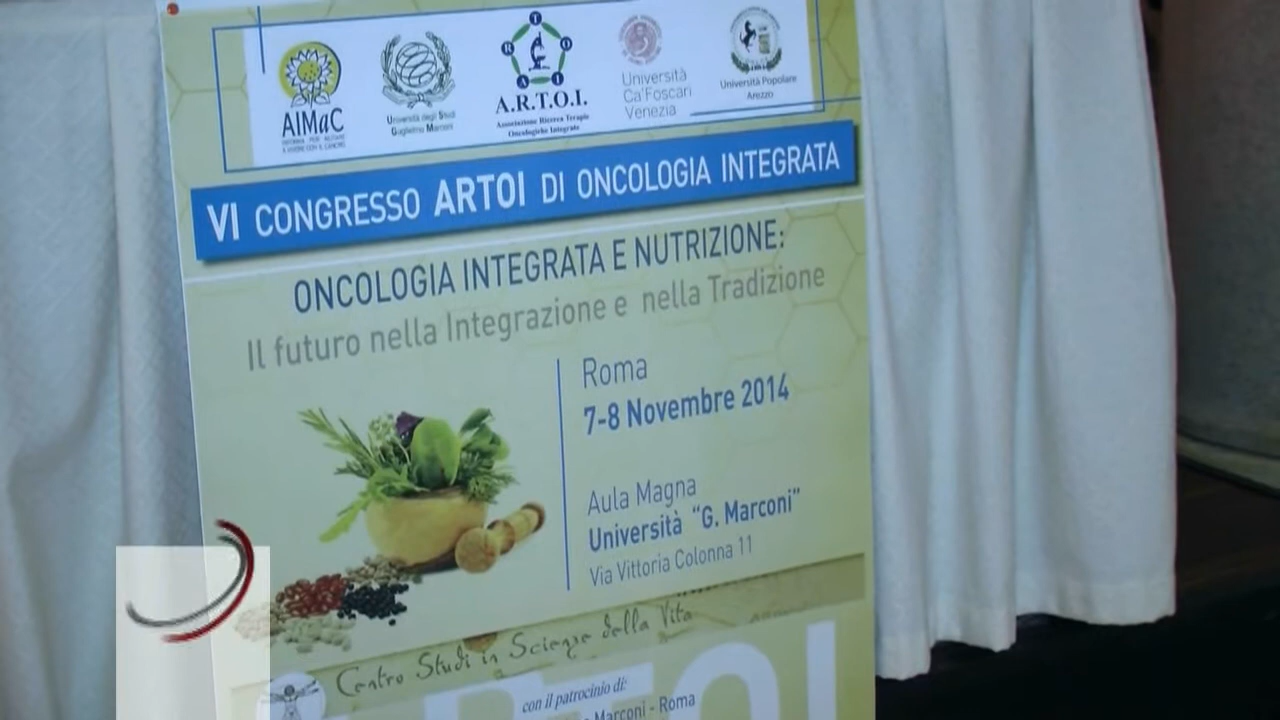 AIMaC
Università degli Studi
Guglielmo Marconi
A.R.T.O.I.
Associazione Ricerca Terapie
Oncologiche Integrate
Università
Ca'Foscari
Venezia
Università Popolare
Arezzo
VI CONGRESSO ARTOI DI ONCOLOGIA INTEGRATA
ONCOLOGIA INTEGRATA E NUTRIZIONE:
Il futuro nella Integrazione e nella Tradizione
Roma
7-8 Novembre 2014
Aula Magna
Università "G. Marconi"
Via Vittoria Colonna 11
Centro Studi in Scienze della Vita
con il patrocinio di:
Marconi - Roma
ARTOI